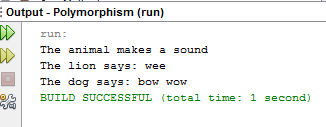 Output - Polymorphism (run)
run:
The animal makes a sound
The lion says: wee
The dog says: bow wow
BUILD SUCCESSFUL (total time: 1 second)